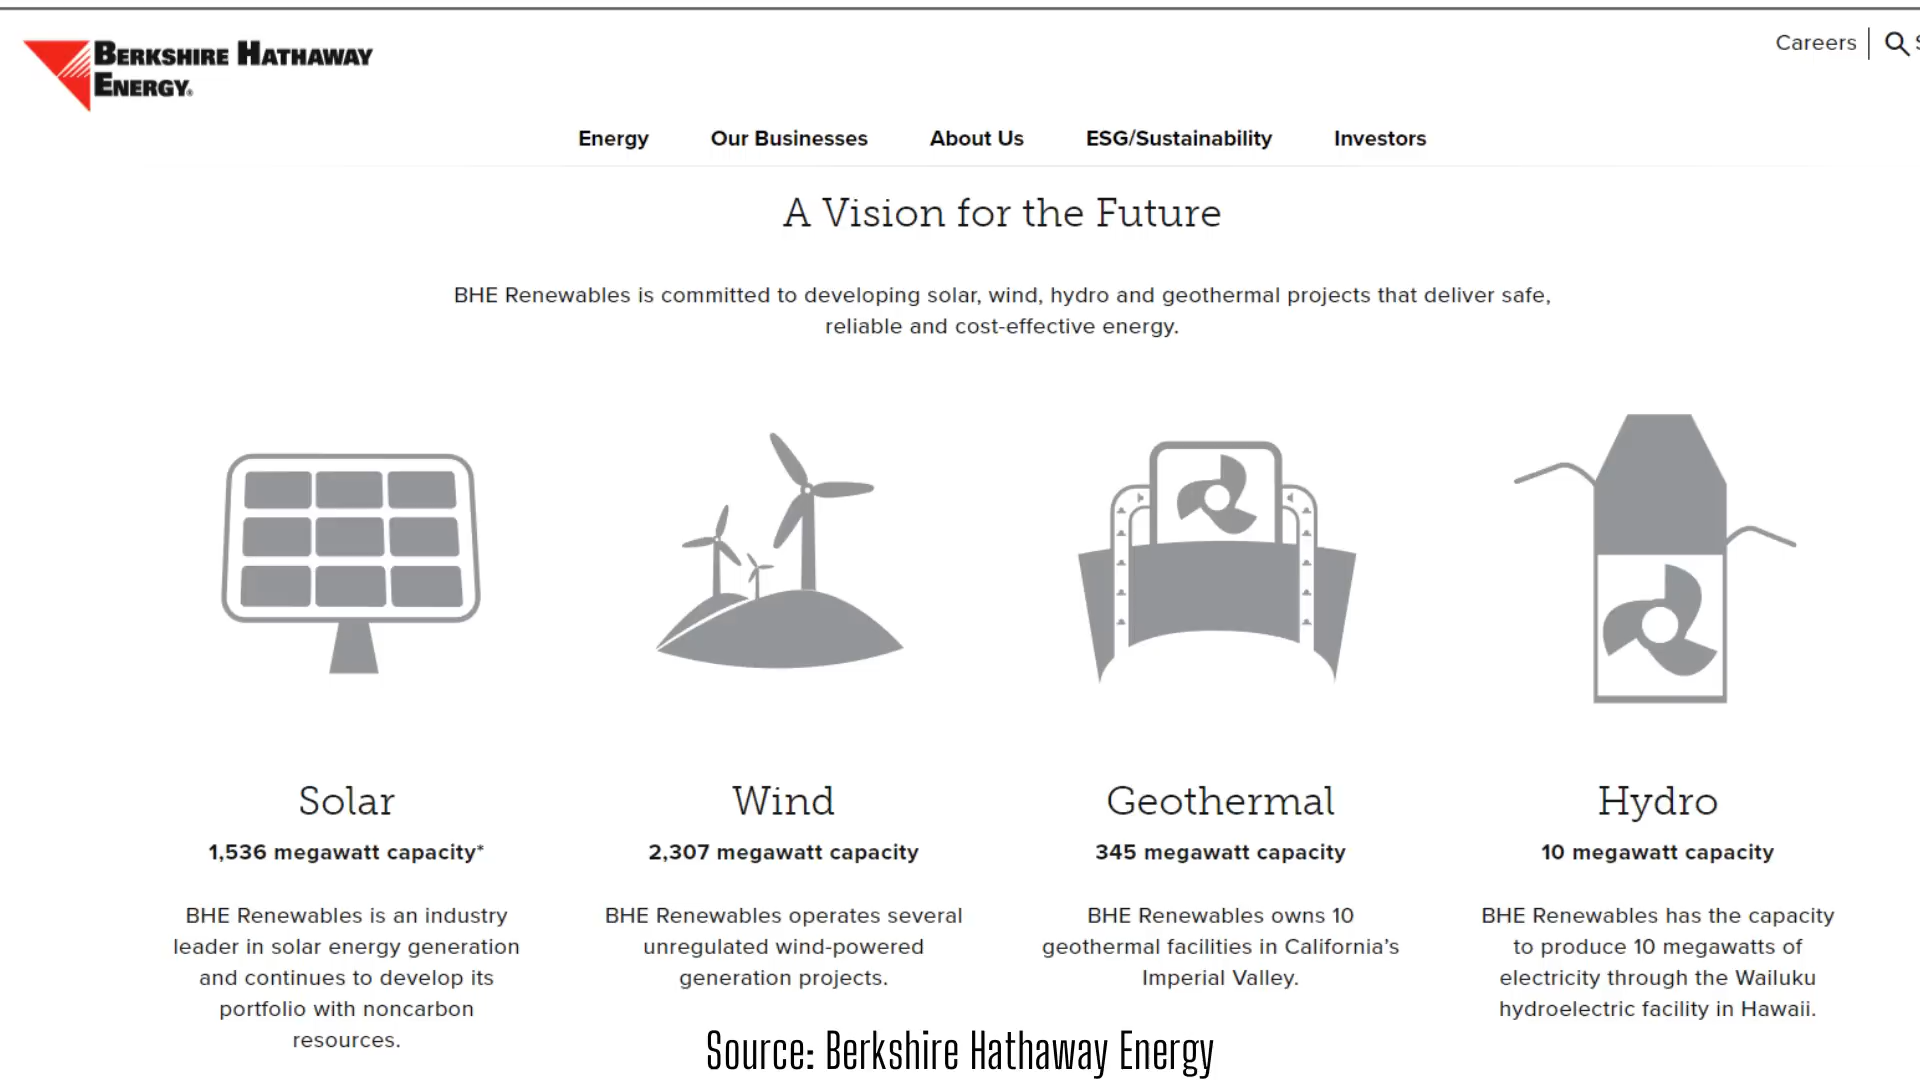 BERKSHIRE HATHAWAY
ENERGY®
Careers
Energy Our Businesses About Us ESG/Sustainability Investors
A Vision for the Future
BHE Renewables is committed to developing solar, wind, hydro and geothermal projects that deliver safe,
reliable and cost-effective energy.
Solar
1,536 megawatt capacity*
BHE Renewables is an industry
leader in solar energy generation
and continues to develop its
portfolio with noncarbon
resources.
Wind
2,307 megawatt capacity
BHE Renewables operates several
unregulated wind-powered
generation projects.
Geothermal
345 megawatt capacity
BHE Renewables owns 10
geothermal facilities in California’s
Imperial Valley.
Hydro
10 megawatt capacity
BHE Renewables has the capacity
to produce 10 megawatts of
electricity through the Wailuku
hydroelectric facility in Hawaii.
Source: Berkshire Hathaway Energy